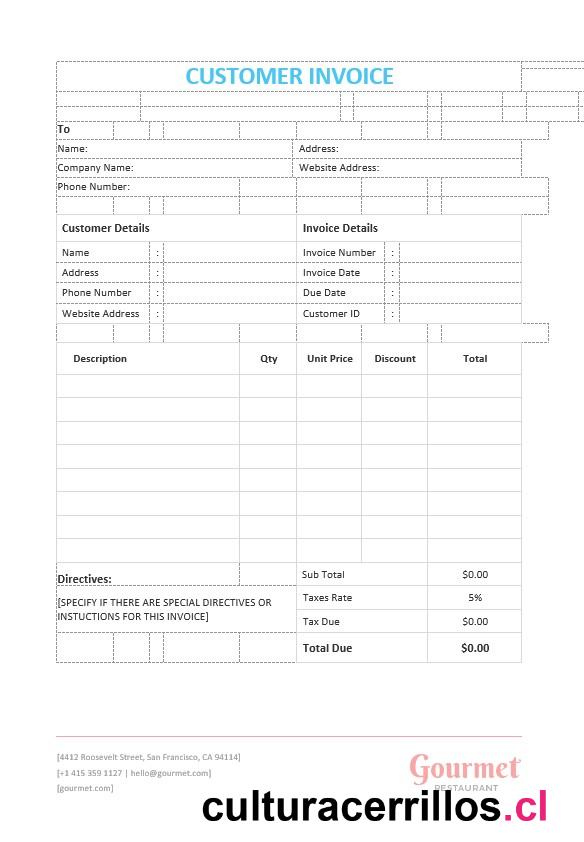 CUSTOMER INVOICE
To
Name: Address:
Company Name: Website Address:
Phone Number:
Customer Details Invoice Details
Name : Invoice Number :
Address : Invoice Date :
Phone Number : Due Date :
Website Address : Customer ID :
Description Qty Unit Price Discount Total
Sub Total $0.00
Directives:
[SPECIFY IF THERE ARE SPECIAL DIRECTIVES OR Taxes Rate 5%
INSTUCTIONS FOR THIS INVOICE] Tax Due $0.00
Total Due $0.00
[4412 Roosevelt Street, San Francisco, CA 94114]
[+1 415 359 1127 | hello@gourmet.com]
[gourmet.com]
Gourmet
RESTAURANT
culturacerrillos.cl